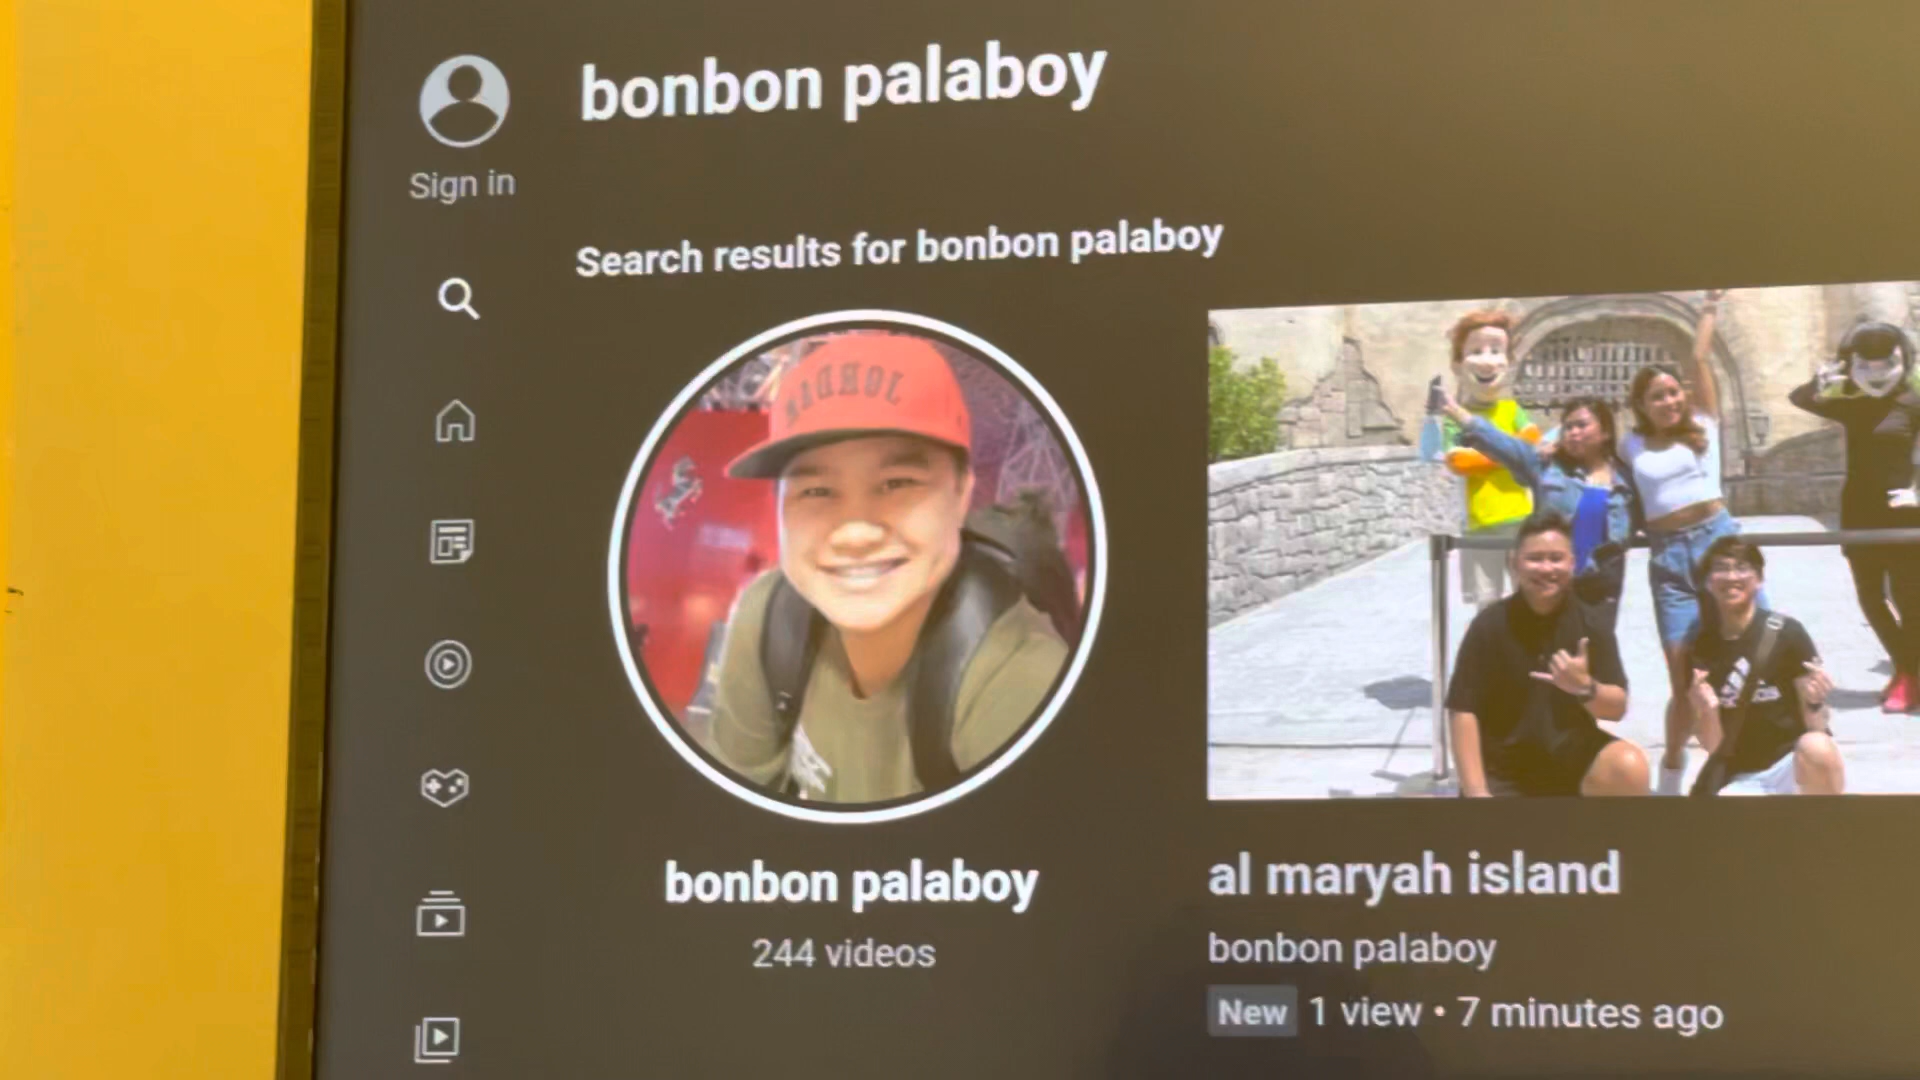 bonbon palaboy
Sign in
Search results for bonbon palaboy
JORDAN
bonbon palaboy
244 videos
al maryah island
bonbon palaboy
New 1 view • 7 minutes ago